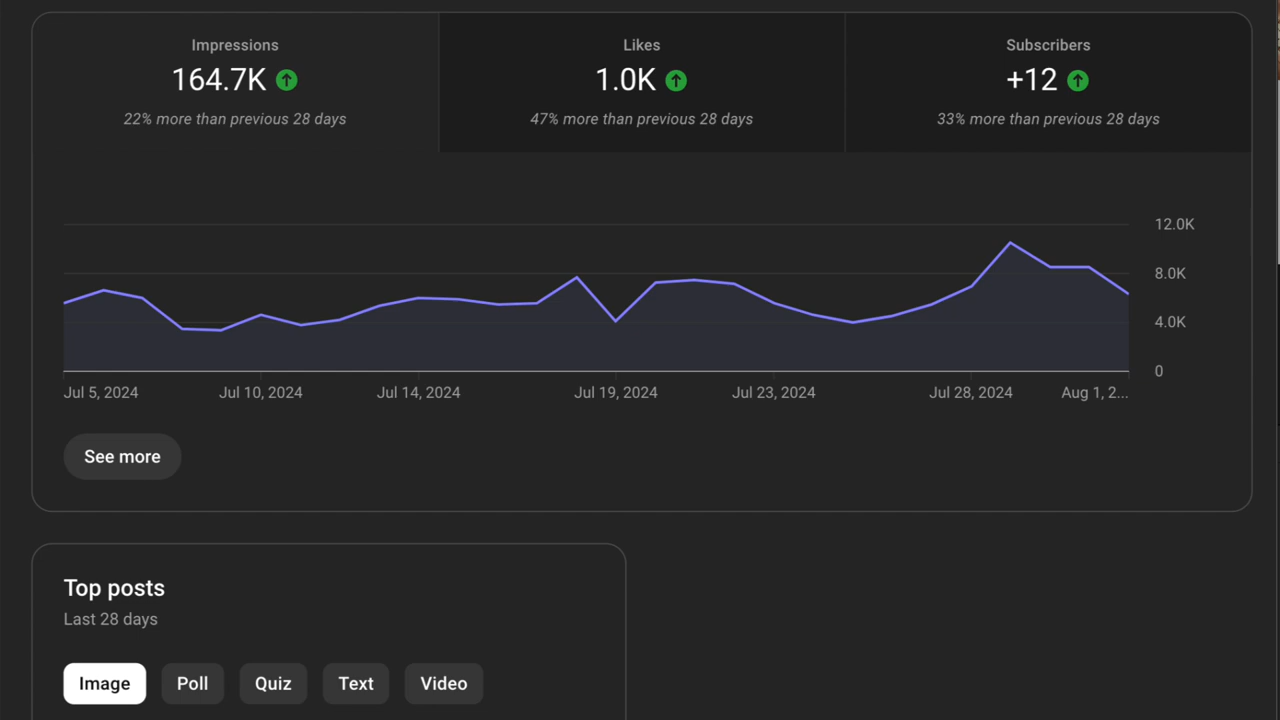 Impressions
164.7K
22% more than previous 28 days
Likes
1.0K
47% more than previous 28 days
Subscribers
+12
33% more than previous 28 days
12.0K
8.0K
4.0K
0
Jul 5, 2024 Jul 10, 2024 Jul 14, 2024 Jul 19, 2024 Jul 23, 2024 Jul 28, 2024 Aug 1, 2...
See more
Top posts
Last 28 days
Image Poll Quiz Text Video